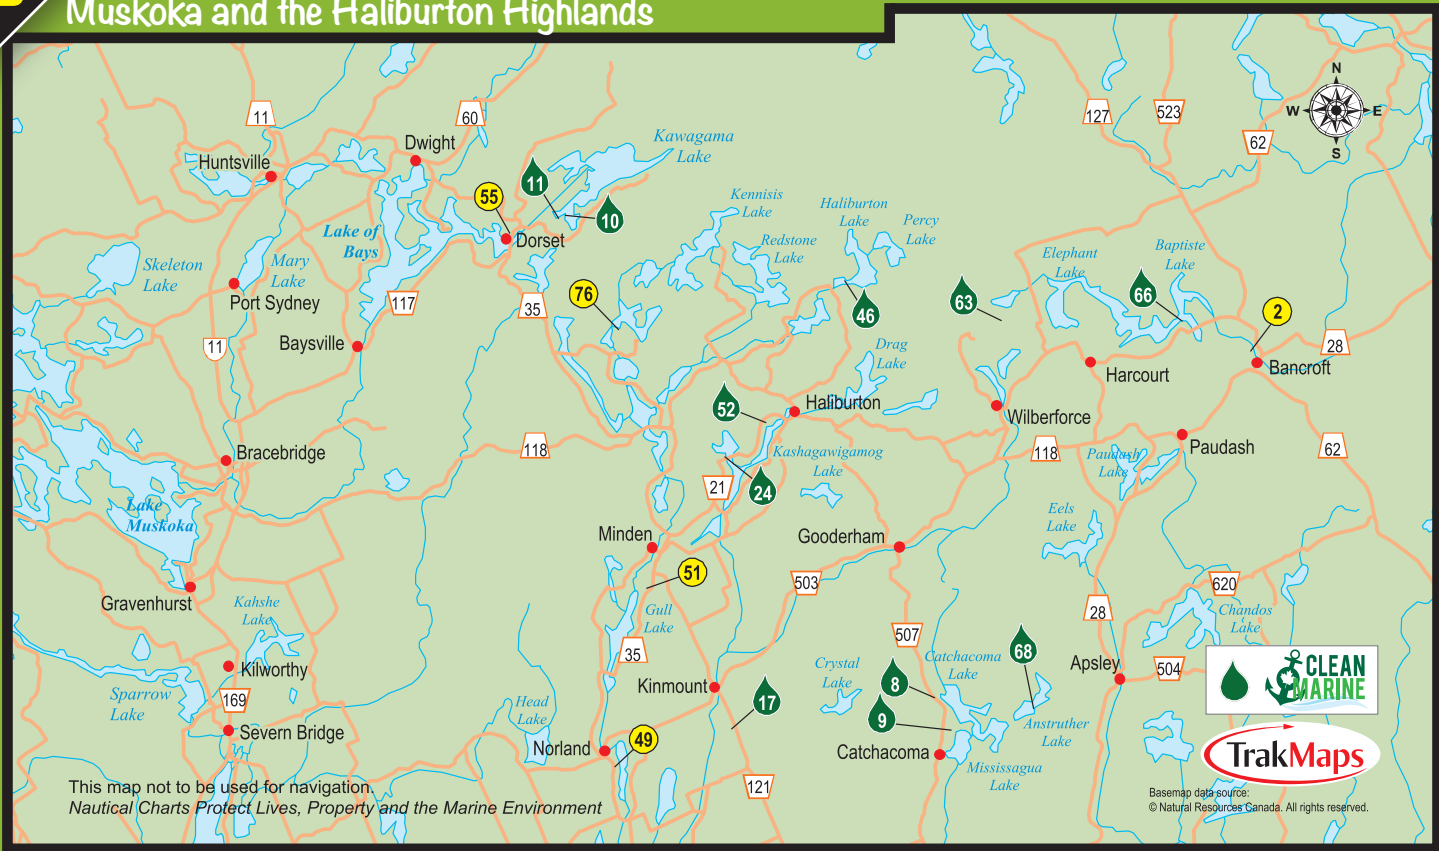 Muskoka and the Haliburton Highlands
N
W
E
S
11
60
127
523
62
Dwight
Kawagama
Lake
Huntsville
11
55
10
Kennisis
Lake
Haliburton
Lake
Percy
Lake
Lake of
Bays
Dorset
Redstone
Lake
Elephant
Lake
Baptiste
Lake
Skeleton
Lake
Mary
Lake
Port Sydney
117
35
76
46
63
66
2
11
Baysville
Drag
Lake
28
Harcourt
Bancroft
52
Haliburton
Wilberforce
Bracebridge
118
Kashagawigamog
Lake
118
Paudash
Lake
Paudash
62
21
24
Lake
Muskoka
Eels
Lake
Minden
Gooderham
51
503
620
Gravenhurst
Kahshe
Lake
Gull
Lake
28
Chandos
Lake
507
35
68
Kilworthy
Crystal
Lake
Catchacoma
Lake
Apsley
504
CLEAN
MARINE
8
Kinmount
17
9
Sparrow
Lake
169
Head
Lake
Anstruther
Lake
Severn Bridge
Norland
49
Catchacoma
TrakMaps
Mississagua
Lake
121
This map not to be used for navigation.
Nautical Charts Protect Lives, Property and the Marine Environment
Basemap data source:
© Natural Resources Canada. All rights reserved.